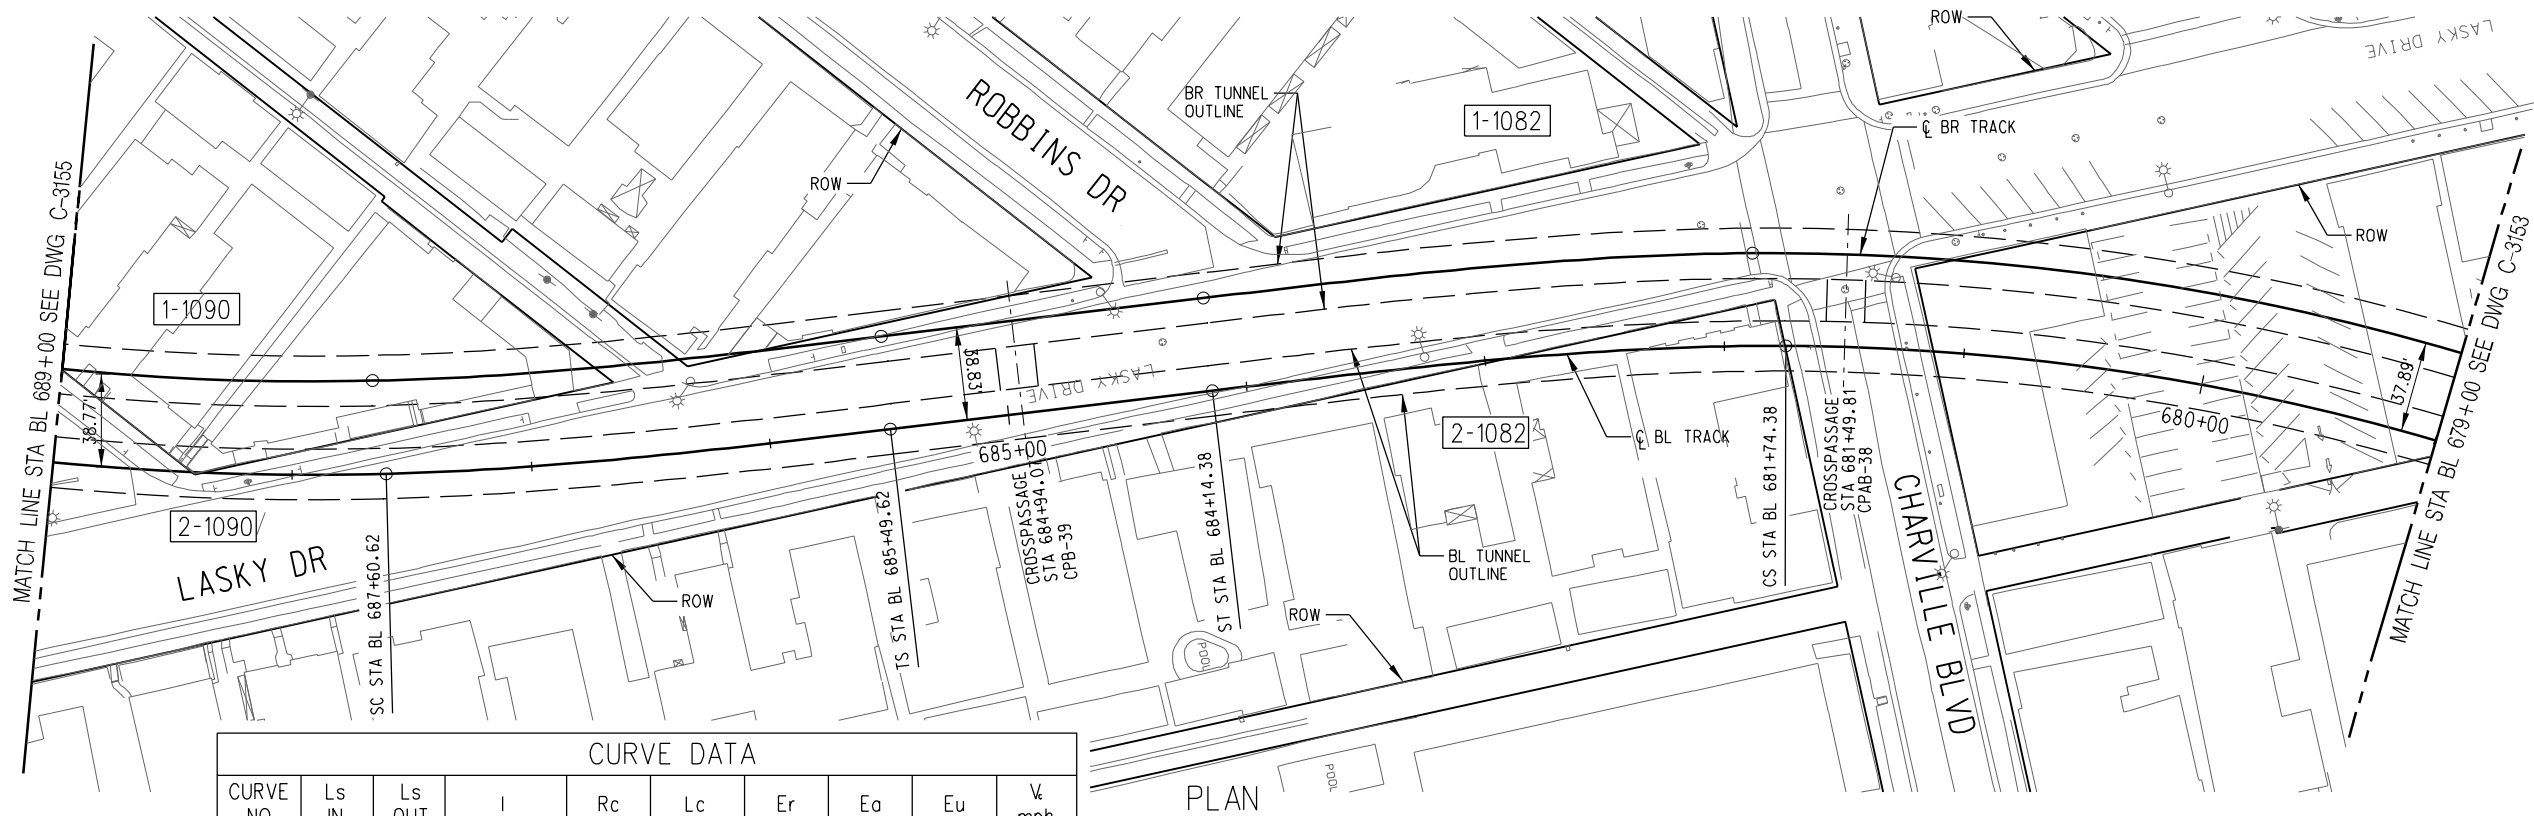 ROW
LASKY DRIVE
BR TUNNEL
OUTLINE
ROBBINS DR
1-1082
℄ BR TRACK
ROW
ROW
MATCH LINE STA BL 689+00 SEE DWG C-3155
1-1090
38.77'
38.83'
LASKY DRIVE
37.89'
680+00
MATCH LINE STA BL 679+00 SEE DWG C-3153
2-1082
℄ BL TRACK
685+00
CROSSPASSAGE
STA 681+49.81
CPAB-38
CS STA BL 681+74.38
ST STA BL 684+14.38
CROSSPASSAGE
STA 684+94.07
CPB-39
TS STA BL 685+49.62
SC STA BL 687+60.62
2-1090
LASKY DR
BL TUNNEL
OUTLINE
CHARVILLE BLVD
ROW
ROW
POOL
POOL
PLAN
CURVE DATA
CURVE NO
Ls IN
Ls OUT
I
Rc
Lc
Er
Ea
Eu
Vc mph